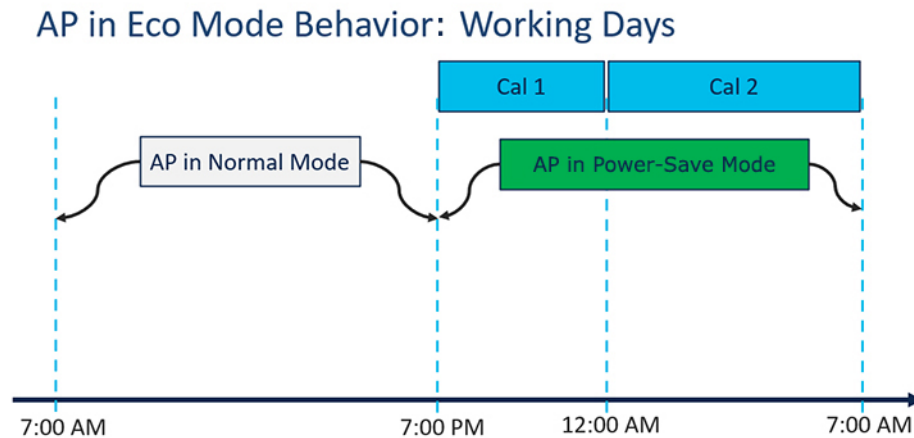 AP in Eco Mode Behavior: Working Days
Cal 1
Cal 2
AP in Normal Mode
AP in Power-Save Mode
7:00 AM
7:00 PM
12:00 AM
7:00 AM